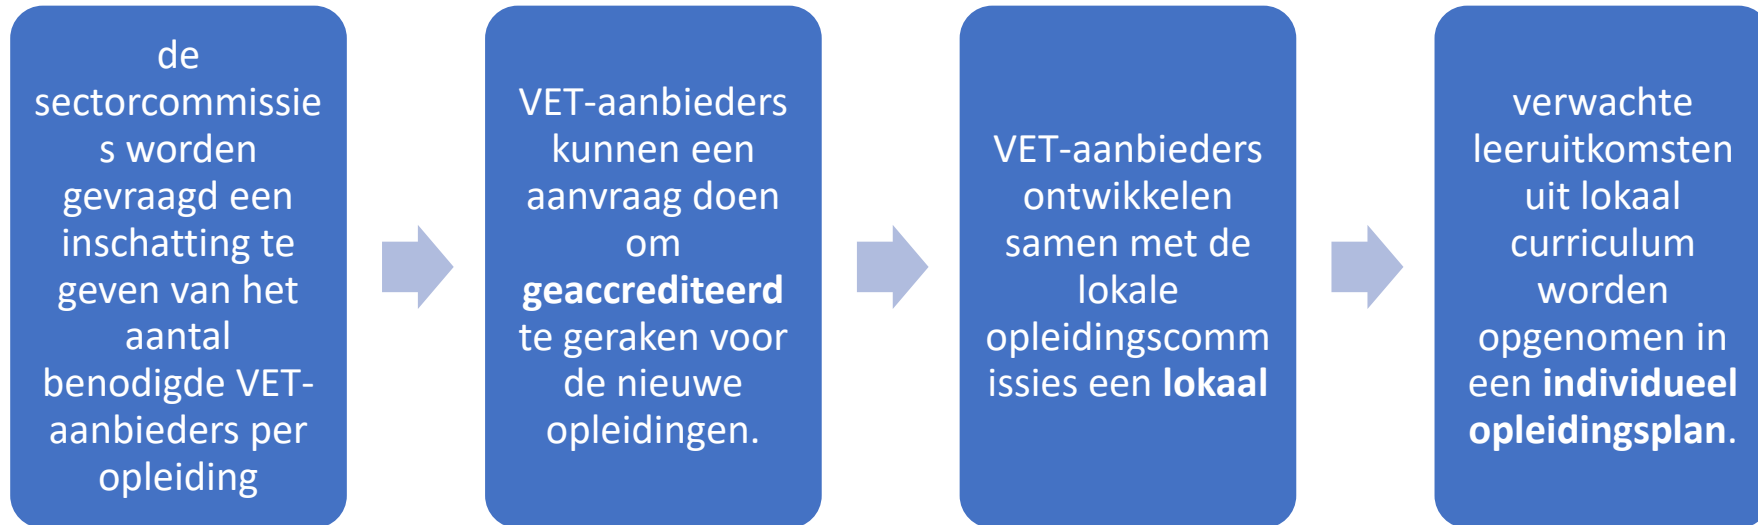 de
sectorcommissie
s worden
gevraagd een
inschatting te
geven van het
aantal
benodigde VET-
aanbieders per
opleiding
VET-aanbieders
kunnen een
aanvraag doen
om
geaccrediteerd
te geraken voor
de nieuwe
opleidingen.
VET-aanbieders
ontwikkelen
samen met de
lokale
opleidingscomm
issies een lokaal
verwachte
leeruitkomsten
uit lokaal
curriculum
worden
opgenomen in
een individueel
opleidingsplan.